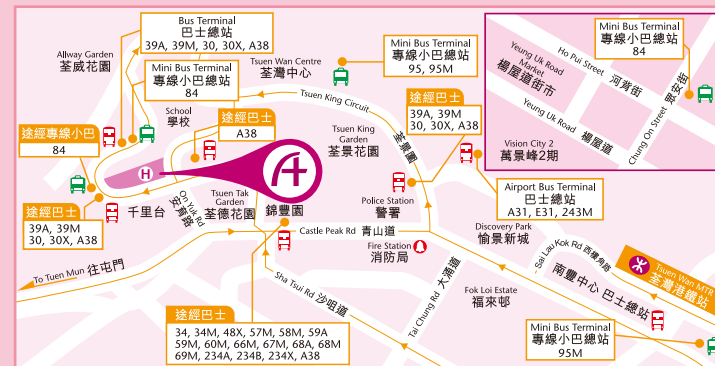 Bus Terminal
巴士總站
39A, 39M, 30, 30X, A38
Allway Garden
荃威花園
Mini Bus Terminal
專線小巴總站
84
School
學校
途經專線小巴
84
途經巴士
A38
Tsuen Wan Centre
荃灣中心
Mini Bus Terminal
專線小巴總站
95, 95M
Tsuen King Circuit
Tsuen King
Garden
荃景花園
荃景圍
途經巴士
39A, 39M
30, 30X, A38
Yeung Uk Road
Market
楊屋道街市
Ho Pui Street 河背街
Mini Bus Terminal
專線小巴總站
84
Yeung Uk Road 楊屋道
Chung On Street 眾安街
Vision City 2
萬景峰2期
H
途經巴士
39A, 39M
30, 30X, A38
千里台
On Yuk Rd
安育路
Tsuen Tak
Garden
荃德花園
錦豐園
Police Station
警署
Airport Bus Terminal
巴士總站
A31, E31, 243M
Castle Peak Rd 青山道
Fire Station
消防局
Discovery Park
愉景新城
Sai Lau Kok Rd 西樓角路
Tsuen Wan MTR
荃灣港鐵站
To Tuen Mun 往屯門
Sha Tsui Rd 沙咀道
Tai Chung Rd 大涌道
Fok Loi Estate
福來邨
南豐中心 巴士總站
途經巴士
34, 34M, 48X, 57M, 58M, 59A
59M, 60M, 66M, 67M, 68A, 68M
69M, 234A, 234B, 234X, A38
Mini Bus Terminal
專線小巴總站
95M